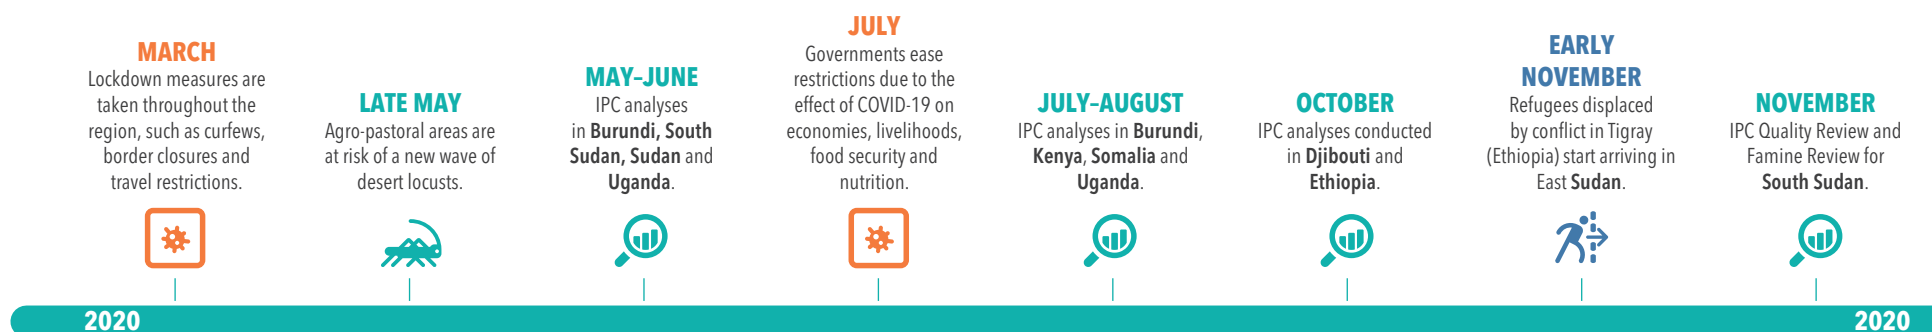 MARCH
Lockdown measures are
taken throughout the
region, such as curfews,
border closures and
travel restrictions.
LATE MAY
Agro-pastoral areas are
at risk of a new wave of
desert locusts.
MAY–JUNE
IPC analyses
in Burundi, South
Sudan, Sudan and
Uganda.
JULY
Governments ease
restrictions due to the
effect of COVID-19 on
economies, livelihoods,
food security and
nutrition.
JULY–AUGUST
IPC analyses in Burundi,
Kenya, Somalia and
Uganda.
OCTOBER
IPC analyses conducted
in Djibouti and
Ethiopia.
EARLY
NOVEMBER
Refugees displaced
by conflict in Tigray
(Ethiopia) start arriving in
East Sudan.
NOVEMBER
IPC Quality Review and
Famine Review for
South Sudan.
2020
2020